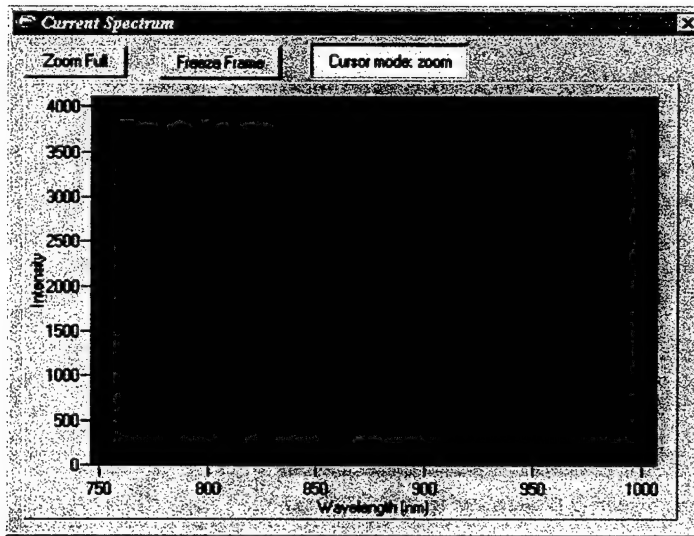 Current Spectrum
Zoom Full
Freeze Frame
Cursor mode: zoom
4000
3500
3000
2500
2000
1500
1000
500
0
Intensity
750
800
850
900
950
1000
Wavelength (nm)